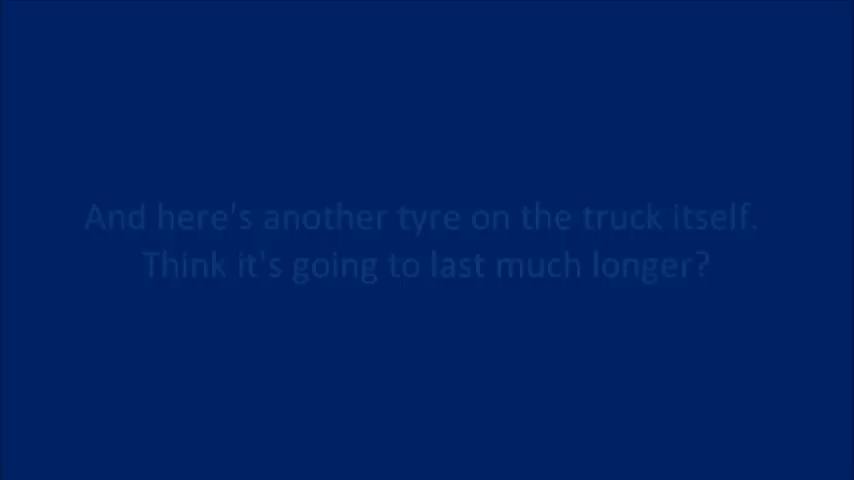 And here's another tyre on the truck itself.
Think it's going to last much longer?